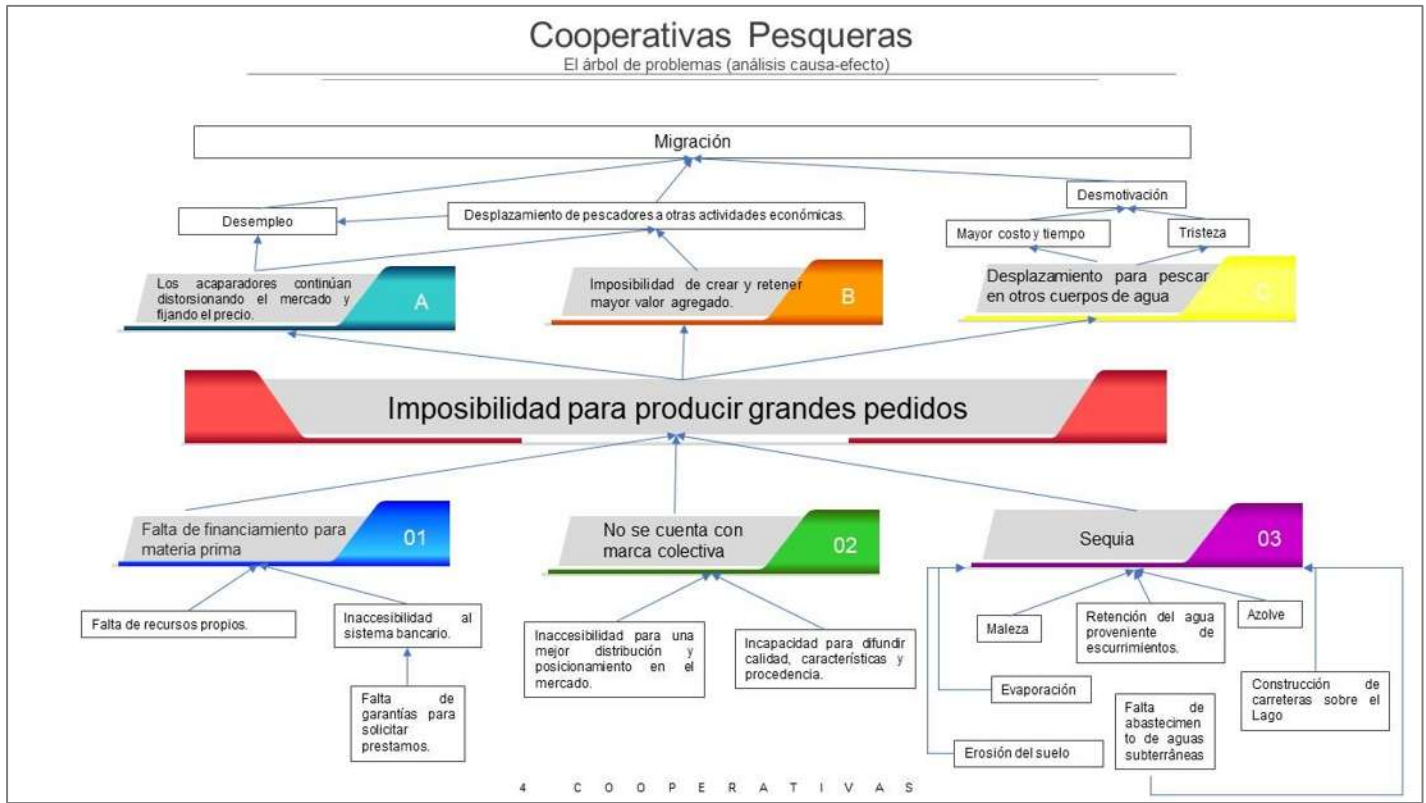 Cooperativas Pesqueras
El árbol de problemas (análisis causa-efecto)
Migración
Desempleo
Desplazamiento de pescadores a otras actividades económicas.
Desmotivación
Mayor costo y tiempo
Tristeza
Los acaparadores continúan
distorsionando el mercado y
fijando el precio.
A
Imposibilidad de crear y retener
mayor valor agregado.
B
Desplazamiento para pescar
en otros cuerpos de agua
C
Imposibilidad para producir grandes pedidos
Falta de financiamiento para
materia prima
01
No se cuenta con
marca colectiva
02
Sequia
03
Falta de recursos propios.
Inaccesibilidad al
sistema bancario.
Falta de
garantías para
solicitar
prestamos.
Inaccesibilidad para una
mejor distribución y
posicionamiento en el
mercado.
Incapacidad para difundir
calidad, características y
procedencia.
Maleza
Retención del agua
proveniente de
escurrimientos.
Azolve
Evaporación
Erosión del suelo
Falta de
abastecimen
to de aguas
subterrâneas
Construcción de
carreteras sobre el
Lago
4 COOPERATIVAS